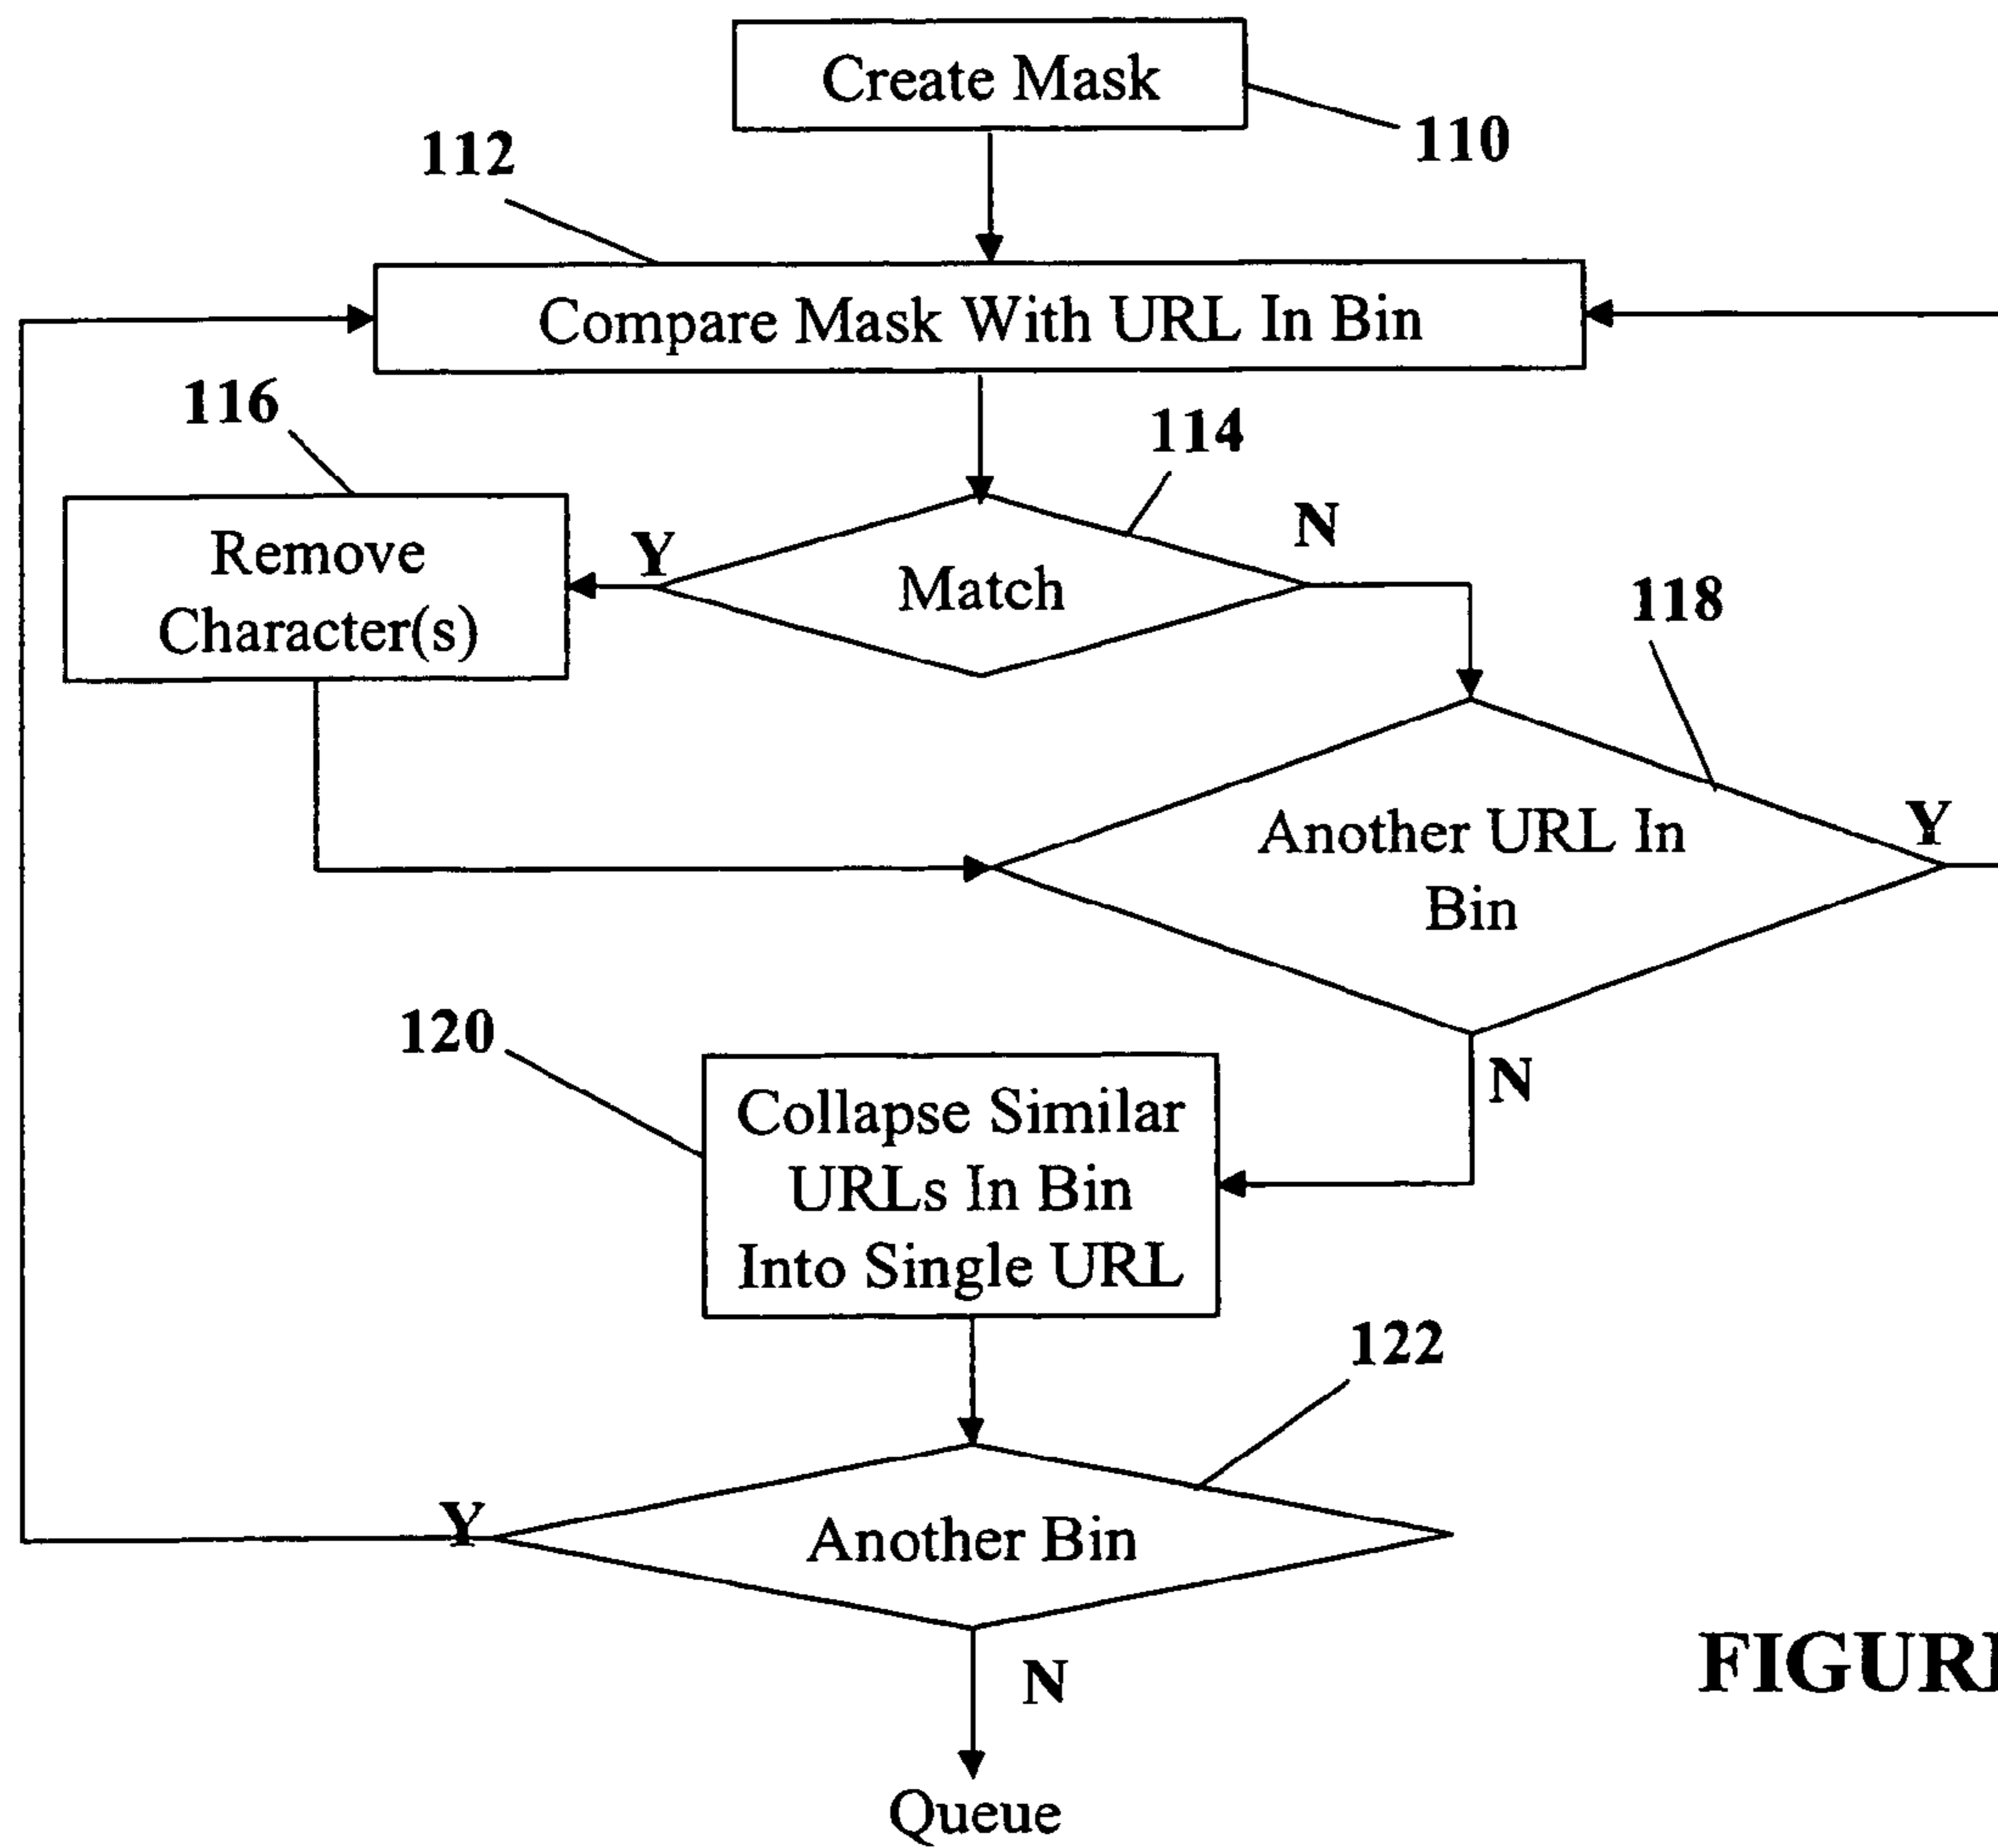 Create Mask
110
112
Compare Mask With URL In Bin
116
114
Remove
Character(s)
Y
Match
N
118
Another URL In
Bin
Y
120
N
Collapse Similar
URLs In Bin
Into Single URL
122
Y
Another Bin
N
Queue